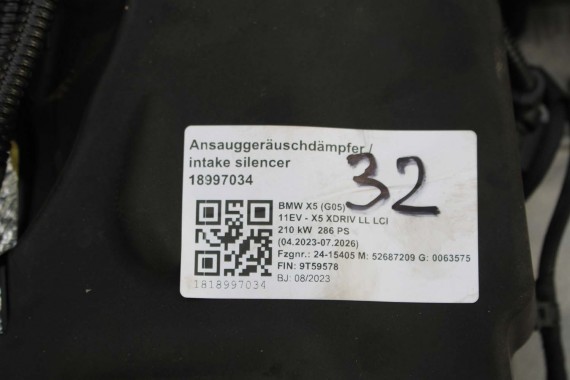 Ansauggeräuschdämpfer /
intake silencer
18997034
32
BMW X5 (G05)
11EV - X5 XDRIV LL LCI
210 kW 286 PS
(04.2023-07.2026)
Fzgnr.: 24-15405 M: 52687209 G: 0063575
FIN: 9T59578
BJ: 08/2023
1818997034